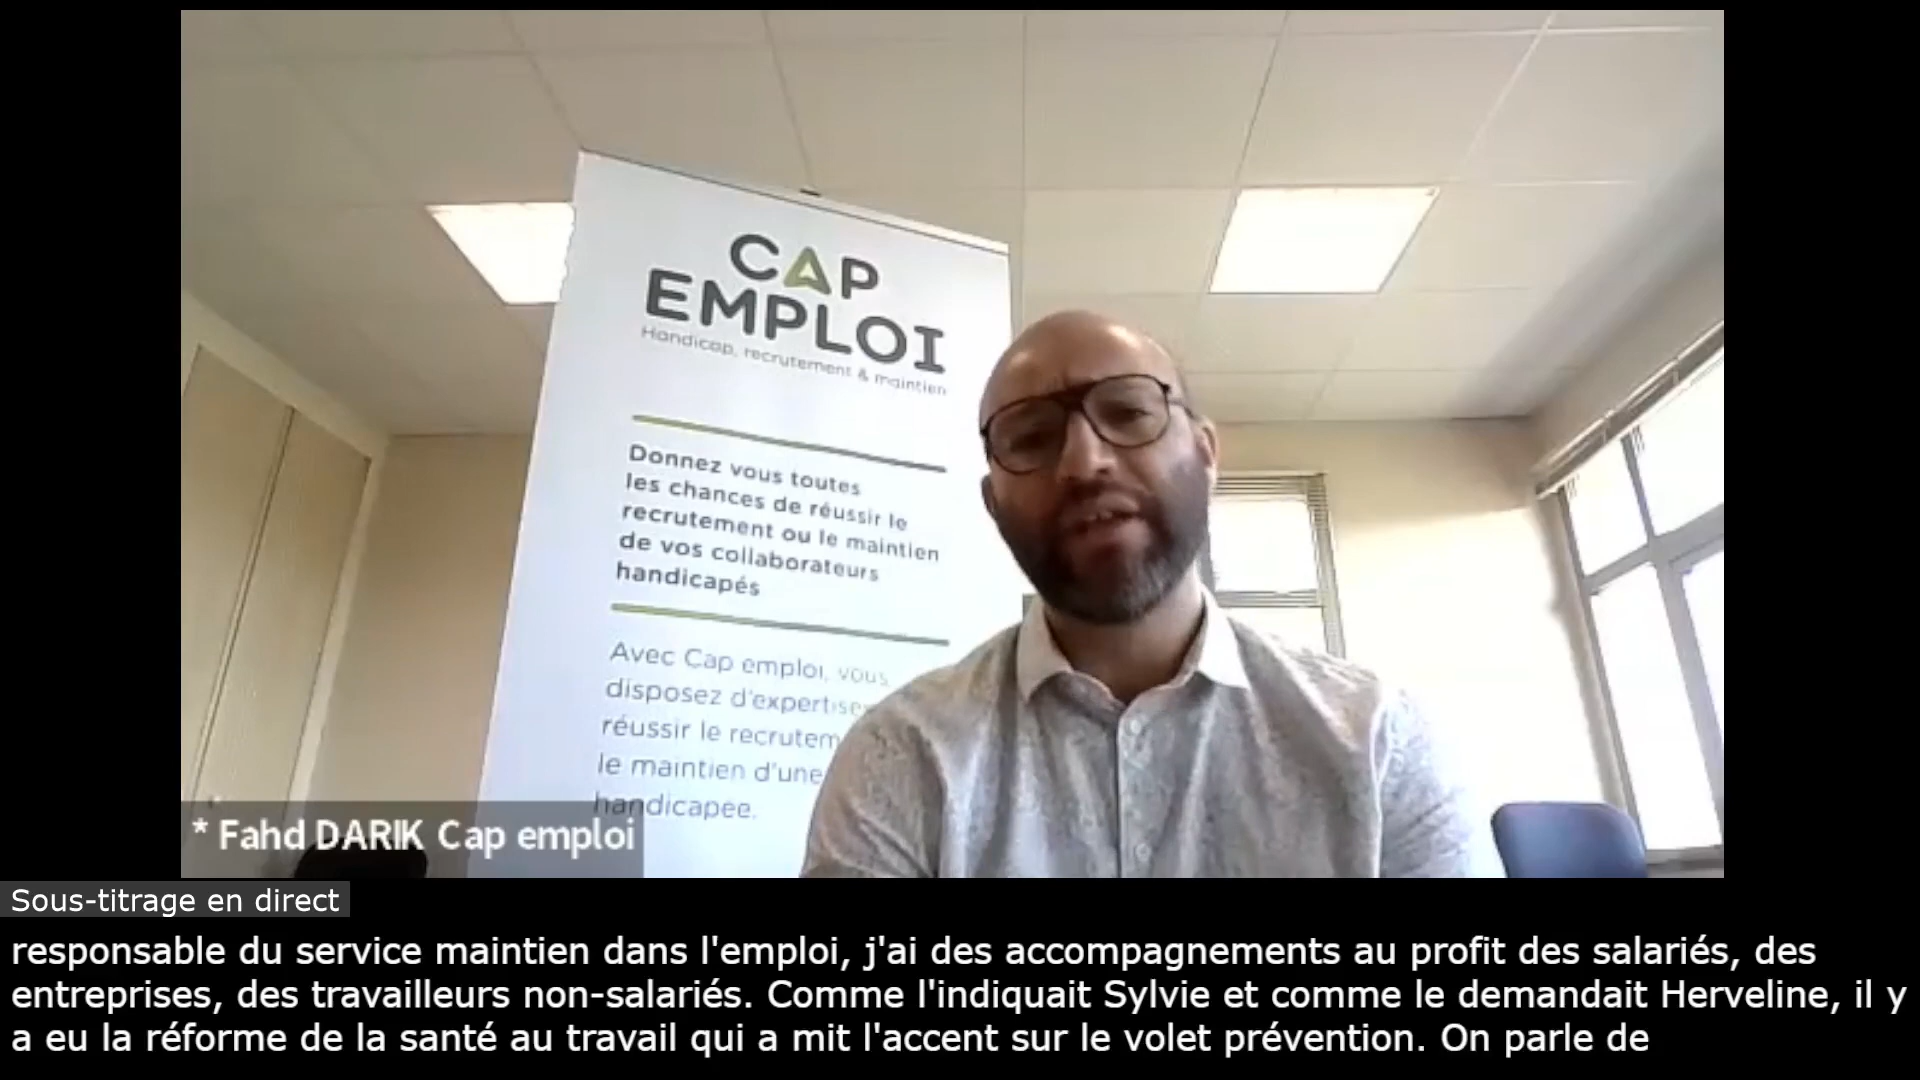 CAP
EMPLOI
Handicap, recrutement & maintien
Donnez vous toutes
les chances de réussir le
recrutement ou le maintien
de vos collaborateurs
handicapés
Avec Cap emploi, vous
disposez d'expertise
réussir le recrutem
le maintien d'une
handicapée.
* Fahd DARIK Cap emploi
Sous-titrage en direct
responsable du service maintien dans l'emploi, j'ai des accompagnements au profit des salariés, des
entreprises, des travailleurs non-salariés. Comme l'indiquait Sylvie et comme le demandait Herveline, il y
a eu la réforme de la santé au travail qui a mit l'accent sur le volet prévention. On parle de